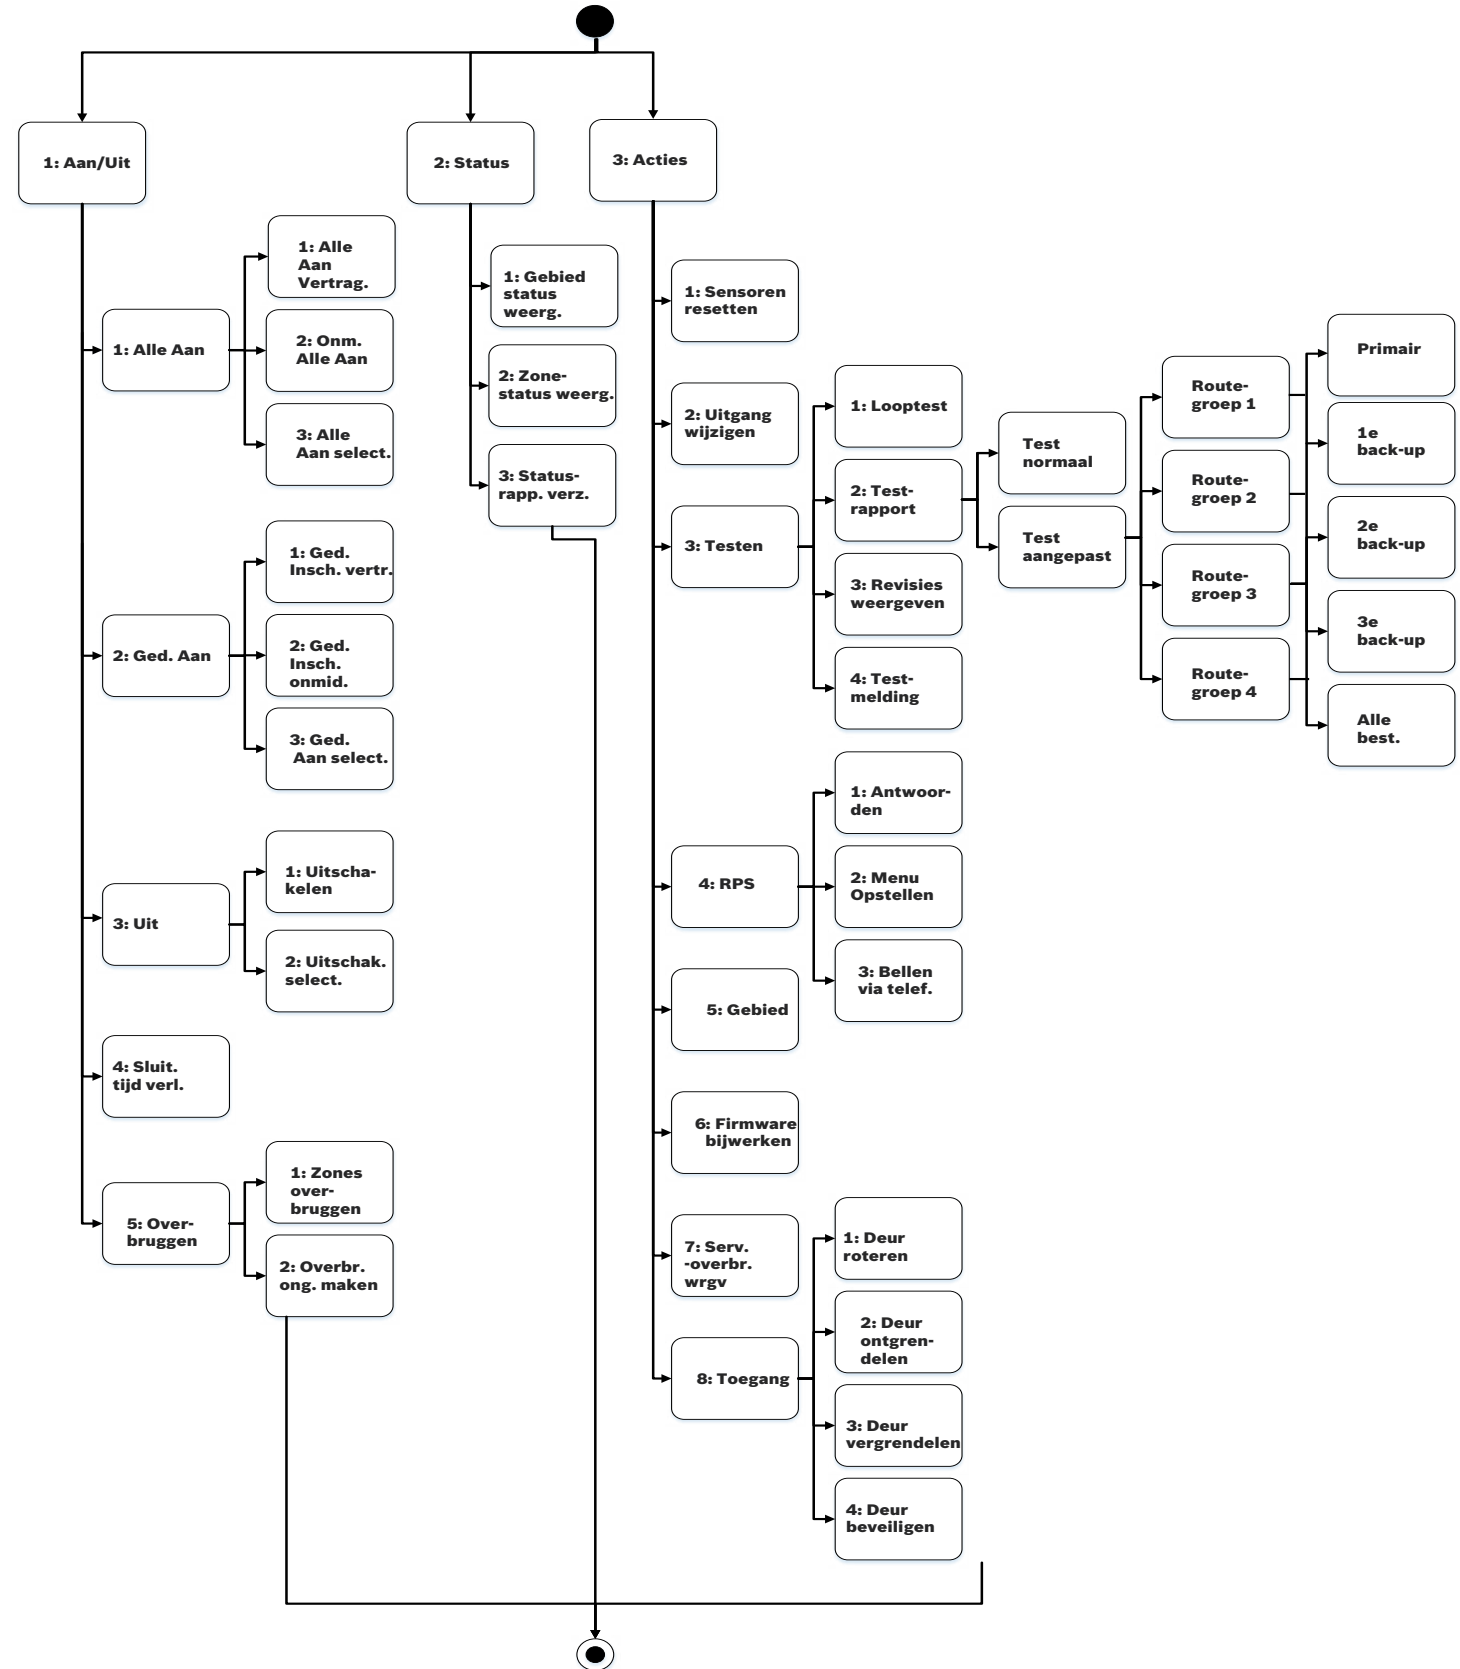 1: Aan/Uit
1: Alle Aan
1: Alle
Aan
Vertrag.
2: Onm.
Alle Aan
3: Alle
Aan select.
2: Ged. Aan
1: Ged.
Insch. vertr.
2: Ged.
Insch.
onmid.
3: Ged.
Aan select.
3: Uit
1: Uitscha-
kelen
2: Uitschak.
select.
4: Sluit.
tijd verl.
5: Over-
bruggen
1: Zones
over-
bruggen
2: Overbr.
ong. maken
2: Status
1: Gebied
status
weerg.
2: Zone-
status weerg.
3: Status-
rapp. verz.
3: Acties
1: Sensoren
resetten
2: Uitgang
wijzigen
3: Testen
1: Looptest
2: Test-
rapport
Test
normaal
Test
aangepast
Route-
groep 1
Route-
groep 2
Route-
groep 3
Route-
groep 4
Primair
1e
back-up
2e
back-up
3e
back-up
Alle
best.
3: Revisies
weergeven
4: Test-
melding
4: RPS
1: Antwoor-
den
2: Menu
Opstellen
3: Bellen
via telef.
5: Gebied
6: Firmware
bijwerken
7: Serv.
-overbr.
wrgv
8: Toegang
1: Deur
roteren
2: Deur
ontgren-
delen
3: Deur
vergrendelen
4: Deur
beveiligen